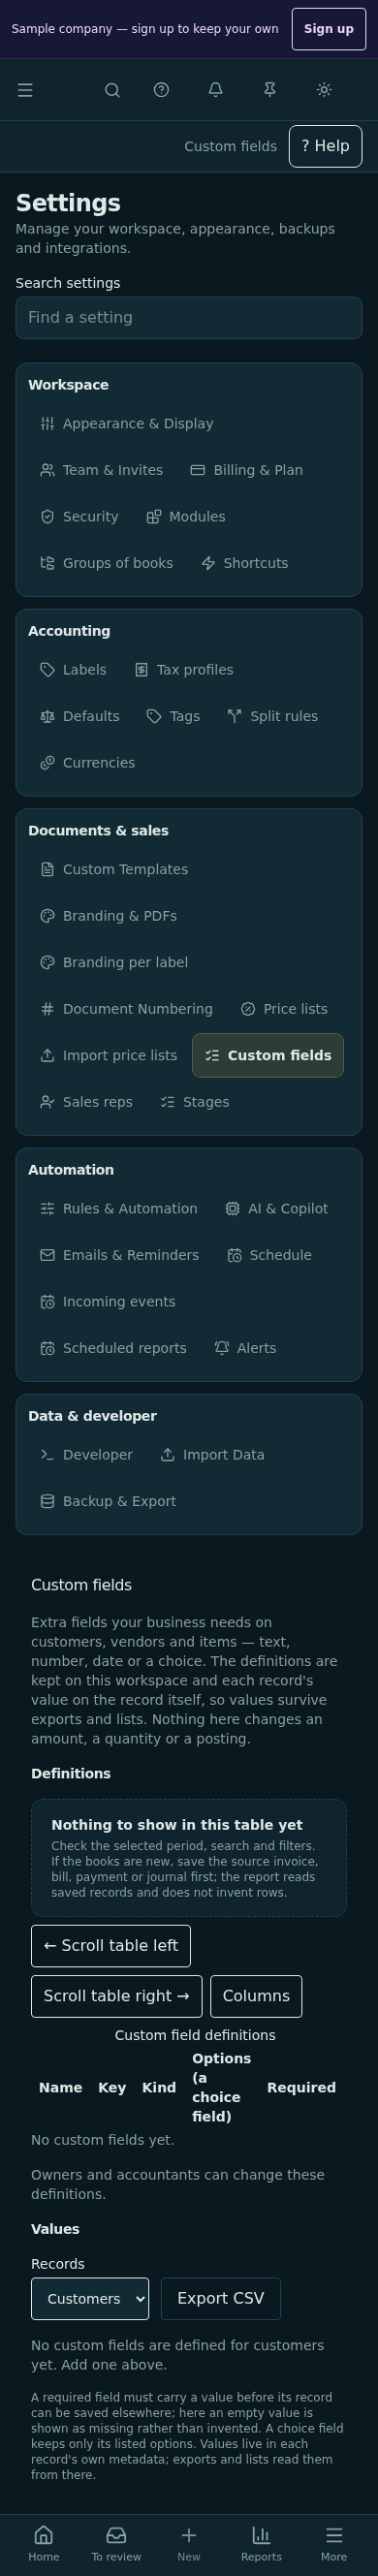 Sample company — sign up to keep your own
Sign up
Custom fields
? Help
Settings
Manage your workspace, appearance, backups
and integrations.
Search settings
Find a setting
Workspace
Appearance & Display
Team & Invites
Billing & Plan
Security
Modules
Groups of books
Shortcuts
Accounting
Labels
Tax profiles
Defaults
Tags
Split rules
Currencies
Documents & sales
Custom Templates
Branding & PDFs
Branding per label
Document Numbering
Price lists
Import price lists
Custom fields
Sales reps
Stages
Automation
Rules & Automation
AI & Copilot
Emails & Reminders
Schedule
Incoming events
Scheduled reports
Alerts
Data & developer
Developer
Import Data
Backup & Export
Custom fields
Extra fields your business needs on
customers, vendors and items — text,
number, date or a choice. The definitions are
kept on this workspace and each record's
value on the record itself, so values survive
exports and lists. Nothing here changes an
amount, a quantity or a posting.
Definitions
Nothing to show in this table yet
Check the selected period, search and filters.
If the books are new, save the source invoice,
bill, payment or journal first; the report reads
saved records and does not invent rows.
← Scroll table left
Scroll table right →
Columns
Custom field definitions
Name Key Kind Options (a choice field) Required
No custom fields yet.
Owners and accountants can change these
definitions.
Values
Records
Customers
Export CSV
No custom fields are defined for customers
yet. Add one above.
A required field must carry a value before its record
can be saved elsewhere; here an empty value is
shown as missing rather than invented. A choice field
keeps only its listed options. Values live in each
record's own metadata; exports and lists read them
from there.
Home
To review
New
Reports
More